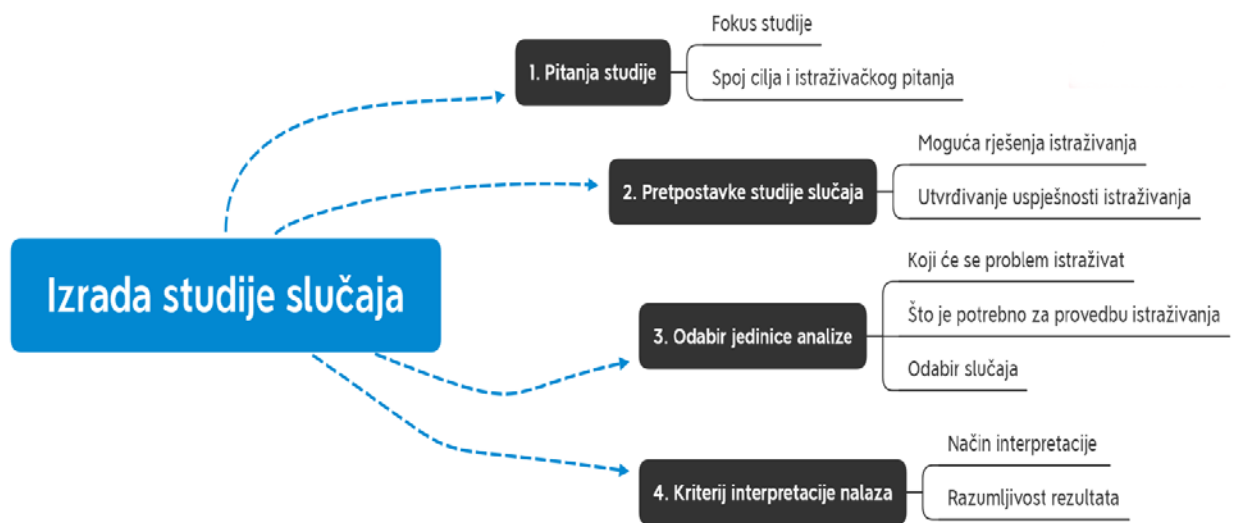 Izrada studije slučaja
1. Pitanja studije
Fokus studije
Spoj cilja i istraživačkog pitanja
2. Pretpostavke studije slučaja
Moguća rješenja istraživanja
Utvrđivanje uspješnosti istraživanja
3. Odabir jedinice analize
Koji će se problem istraživat
Što je potrebno za provedbu istraživanja
Odabir slučaja
4. Kriterij interpretacije nalaza
Način interpretacije
Razumljivost rezultata